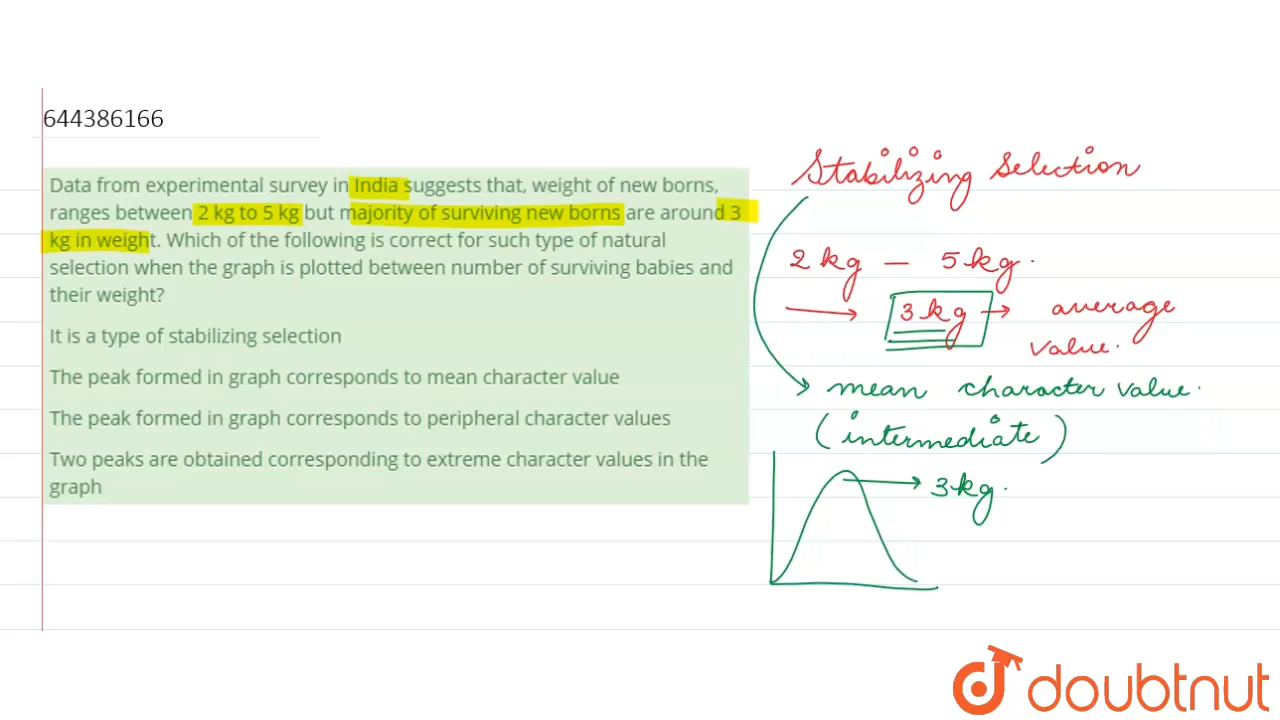 644386166
Data from experimental survey in India suggests that, weight of new borns,
ranges between 2 kg to 5 kg but majority of surviving new borns are around 3
kg in weight. Which of the following is correct for such type of natural
selection when the graph is plotted between number of surviving babies and
their weight?
It is a type of stabilizing selection
The peak formed in graph corresponds to mean character value
The peak formed in graph corresponds to peripheral character values
Two peaks are obtained corresponding to extreme character values in the
graph
Stabilizing Selection
2 kg — 5 kg.
3 kg → average
value.
mean character value.
(intermediate)
3 kg.
doubtnut